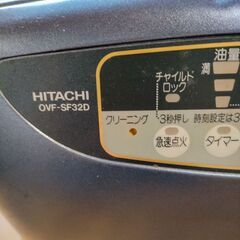 油量
満
チャイルド
ロック
HITACHI
OVF-SF32D
クリーニング
3秒押し
時刻設定は3
急速点火
タイマー